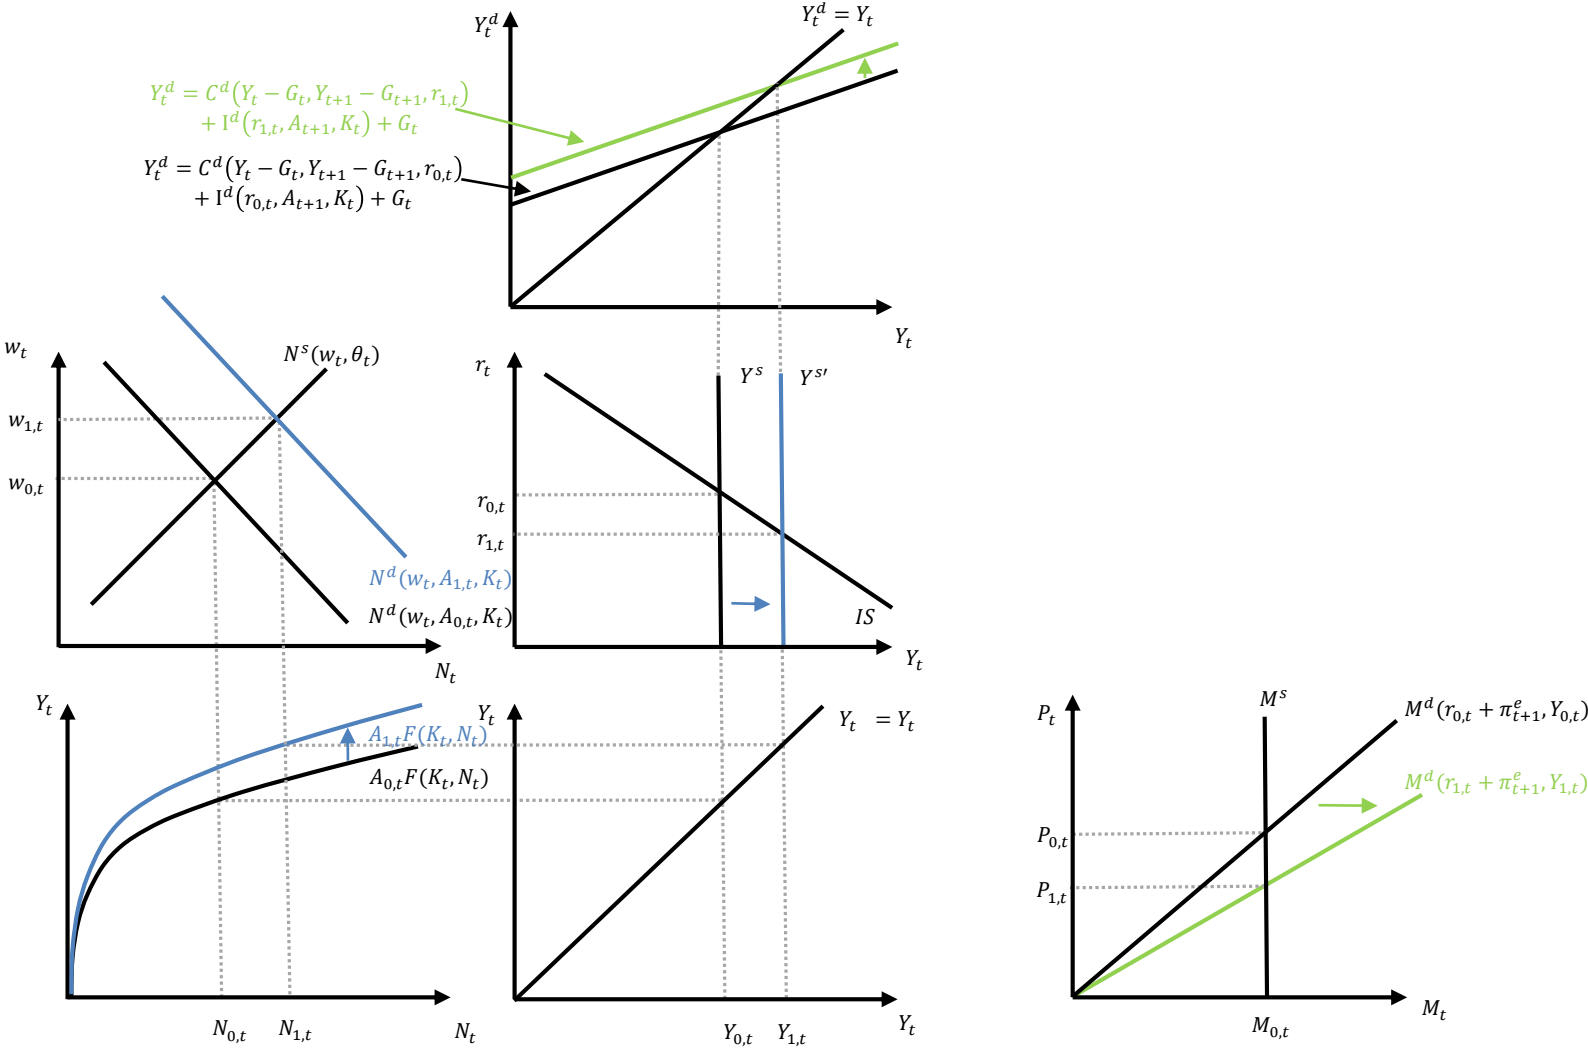 Y_t^d
Y_t^d = Y_t
Y_t^d = C^d(Y_t − G_t, Y_{t+1} − G_{t+1}, r_{1,t})
+ I^d(r_{1,t}, A_{t+1}, K_t) + G_t
Y_t^d = C^d(Y_t − G_t, Y_{t+1} − G_{t+1}, r_{0,t})
+ I^d(r_{0,t}, A_{t+1}, K_t) + G_t
Y_t
w_t
N^s(w_t, θ_t)
w_{1,t}
w_{0,t}
N^d(w_t, A_{1,t}, K_t)
N^d(w_t, A_{0,t}, K_t)
N_t
r_t
Y^s
Y^{s′}
r_{0,t}
r_{1,t}
IS
Y_t
Y_t
A_{1,t}F(K_t, N_t)
A_{0,t}F(K_t, N_t)
N_{0,t}
N_{1,t}
N_t
Y_t
Y_t = Y_t
Y_{0,t}
Y_{1,t}
Y_t
P_t
M^s
M^d(r_{0,t} + π_{t+1}^e, Y_{0,t})
M^d(r_{1,t} + π_{t+1}^e, Y_{1,t})
P_{0,t}
P_{1,t}
M_{0,t}
M_t